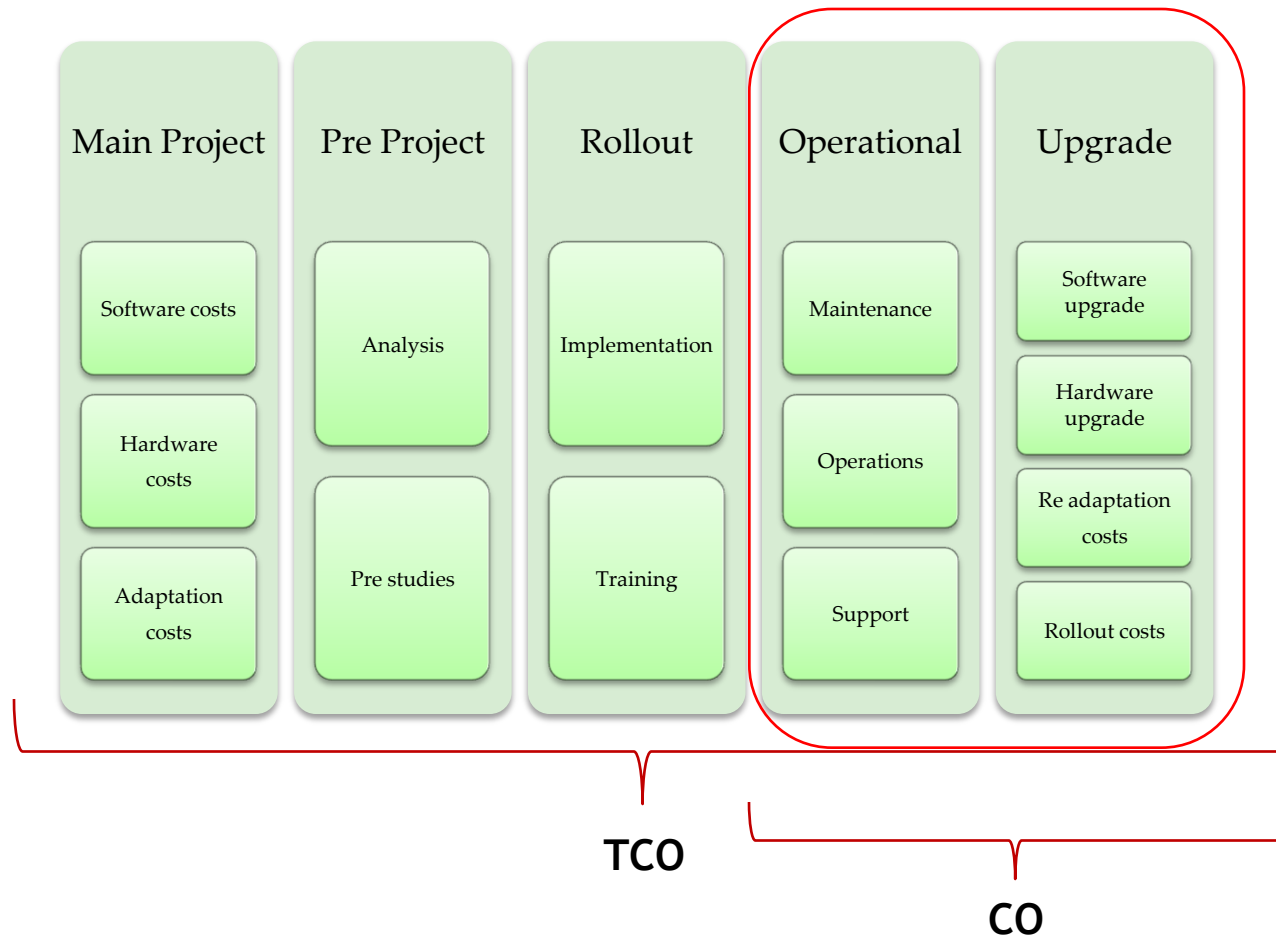 Main Project
Software costs
Hardware
costs
Adaptation
costs
Pre Project
Analysis
Pre studies
Rollout
Implementation
Training
Operational
Maintenance
Operations
Support
Upgrade
Software
upgrade
Hardware
upgrade
Re adaptation
costs
Rollout costs
TCO
CO